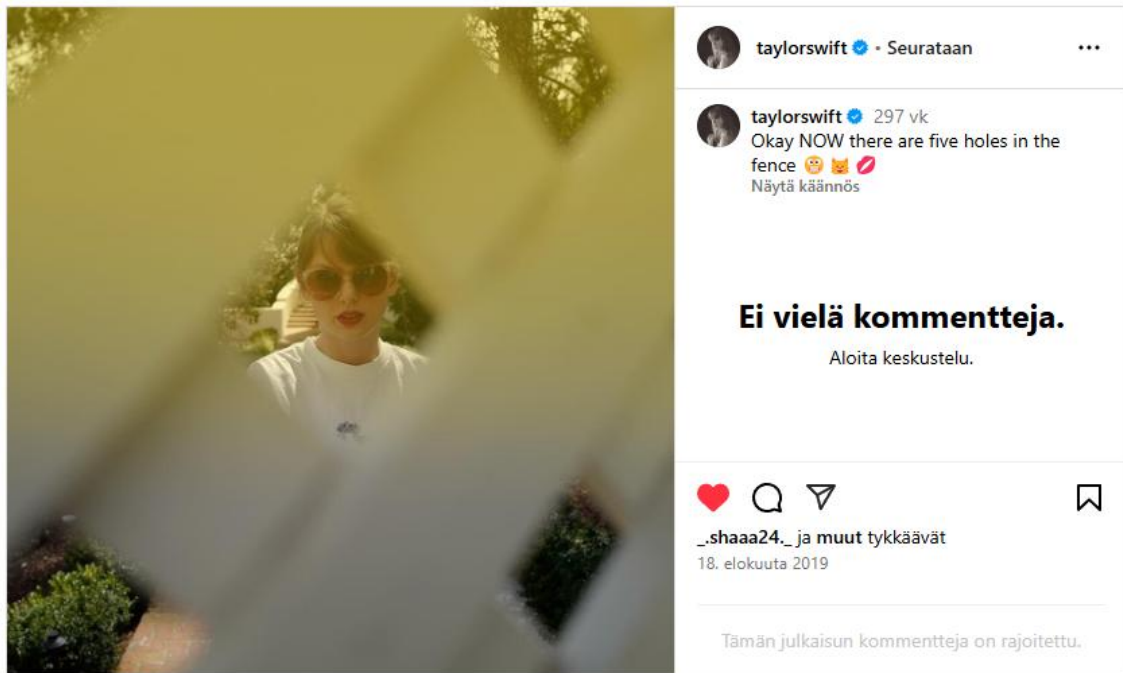 taylorswift • Seurataan
taylorswift 297 vk
Okay NOW there are five holes in the
fence 🫣 😼 💋
Näytä käännös
Ei vielä kommentteja.
Aloita keskustelu.
_.shaaa24._ ja muut tykkäävät
18. elokuuta 2019
Tämän julkaisun kommentteja on rajoitettu.